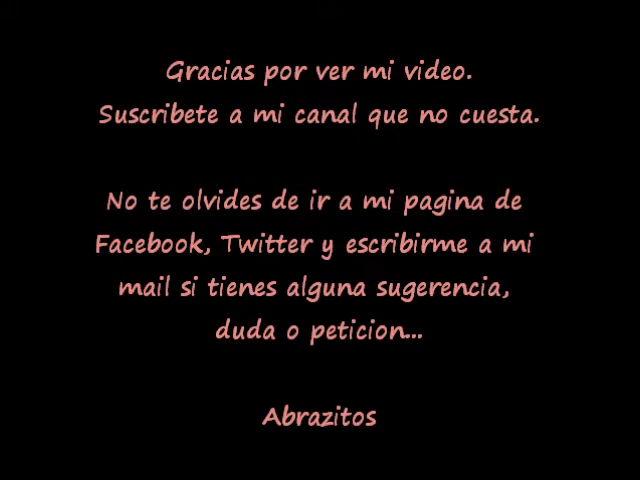 Gracias por ver mi video.
Suscribete a mi canal que no cuesta.
No te olvides de ir a mi pagina de
Facebook, Twitter y escribirme a mi
mail si tienes alguna sugerencia,
duda o peticion...
Abrazitos